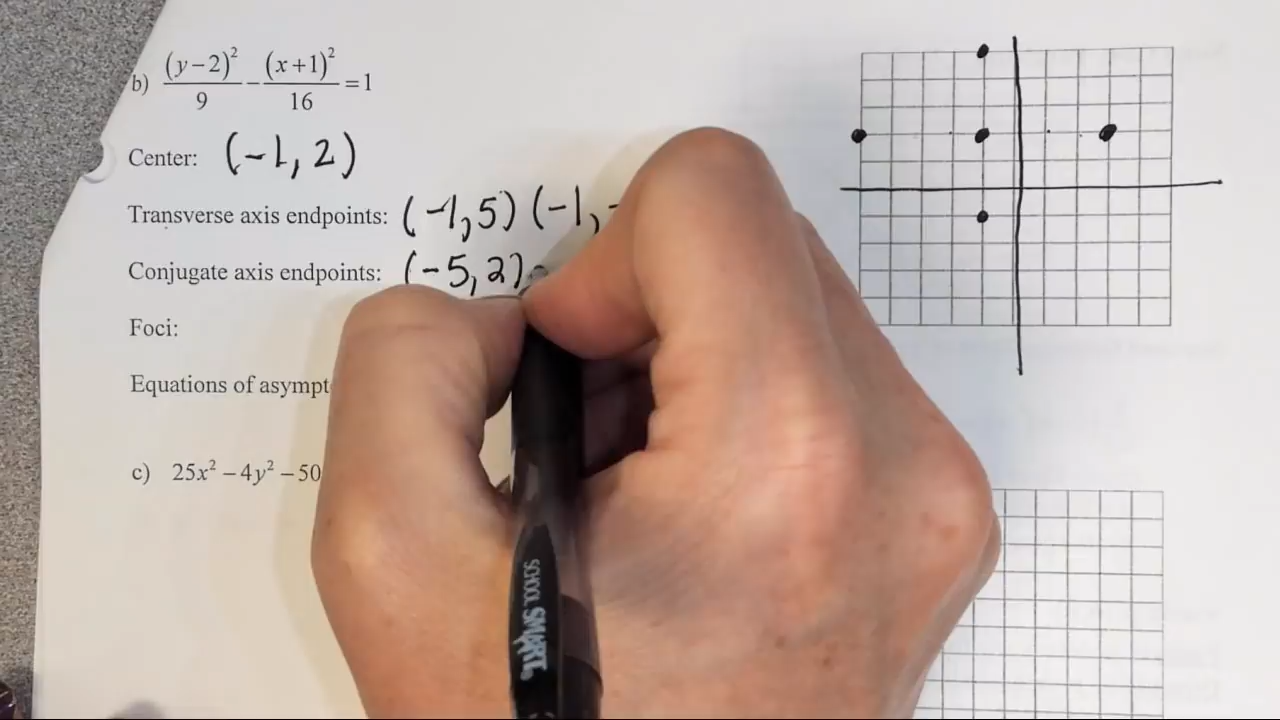 b) (y-2)²/9 - (x+1)²/16 = 1
Center: (-1, 2)
Transverse axis endpoints: (-1, 5) (-1, -
Conjugate axis endpoints: (-5, 2)
Foci:
Equations of asympt
c) 25x² – 4y² – 50
SCHOOL SMART